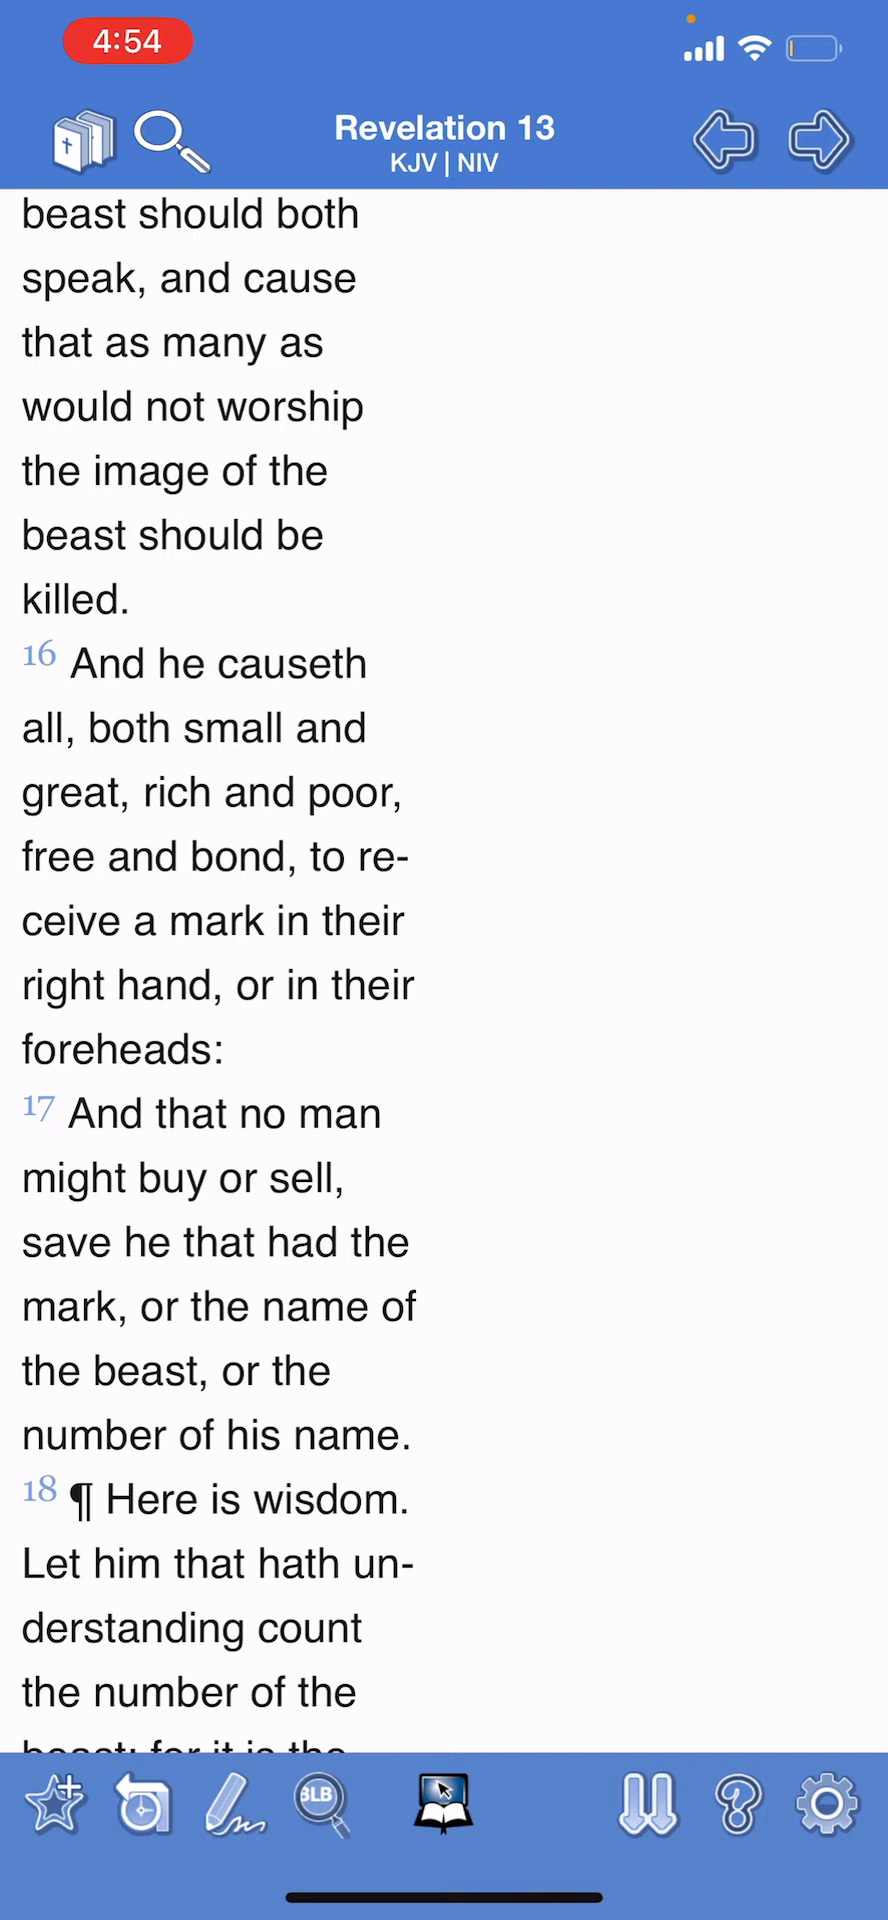 4:54
Revelation 13
KJV | NIV
beast should both
speak, and cause
that as many as
would not worship
the image of the
beast should be
killed.
16 And he causeth
all, both small and
great, rich and poor,
free and bond, to re-
ceive a mark in their
right hand, or in their
foreheads:
17 And that no man
might buy or sell,
save he that had the
mark, or the name of
the beast, or the
number of his name.
18 ¶ Here is wisdom.
Let him that hath un-
derstanding count
the number of the
beast: for it is the
BLB